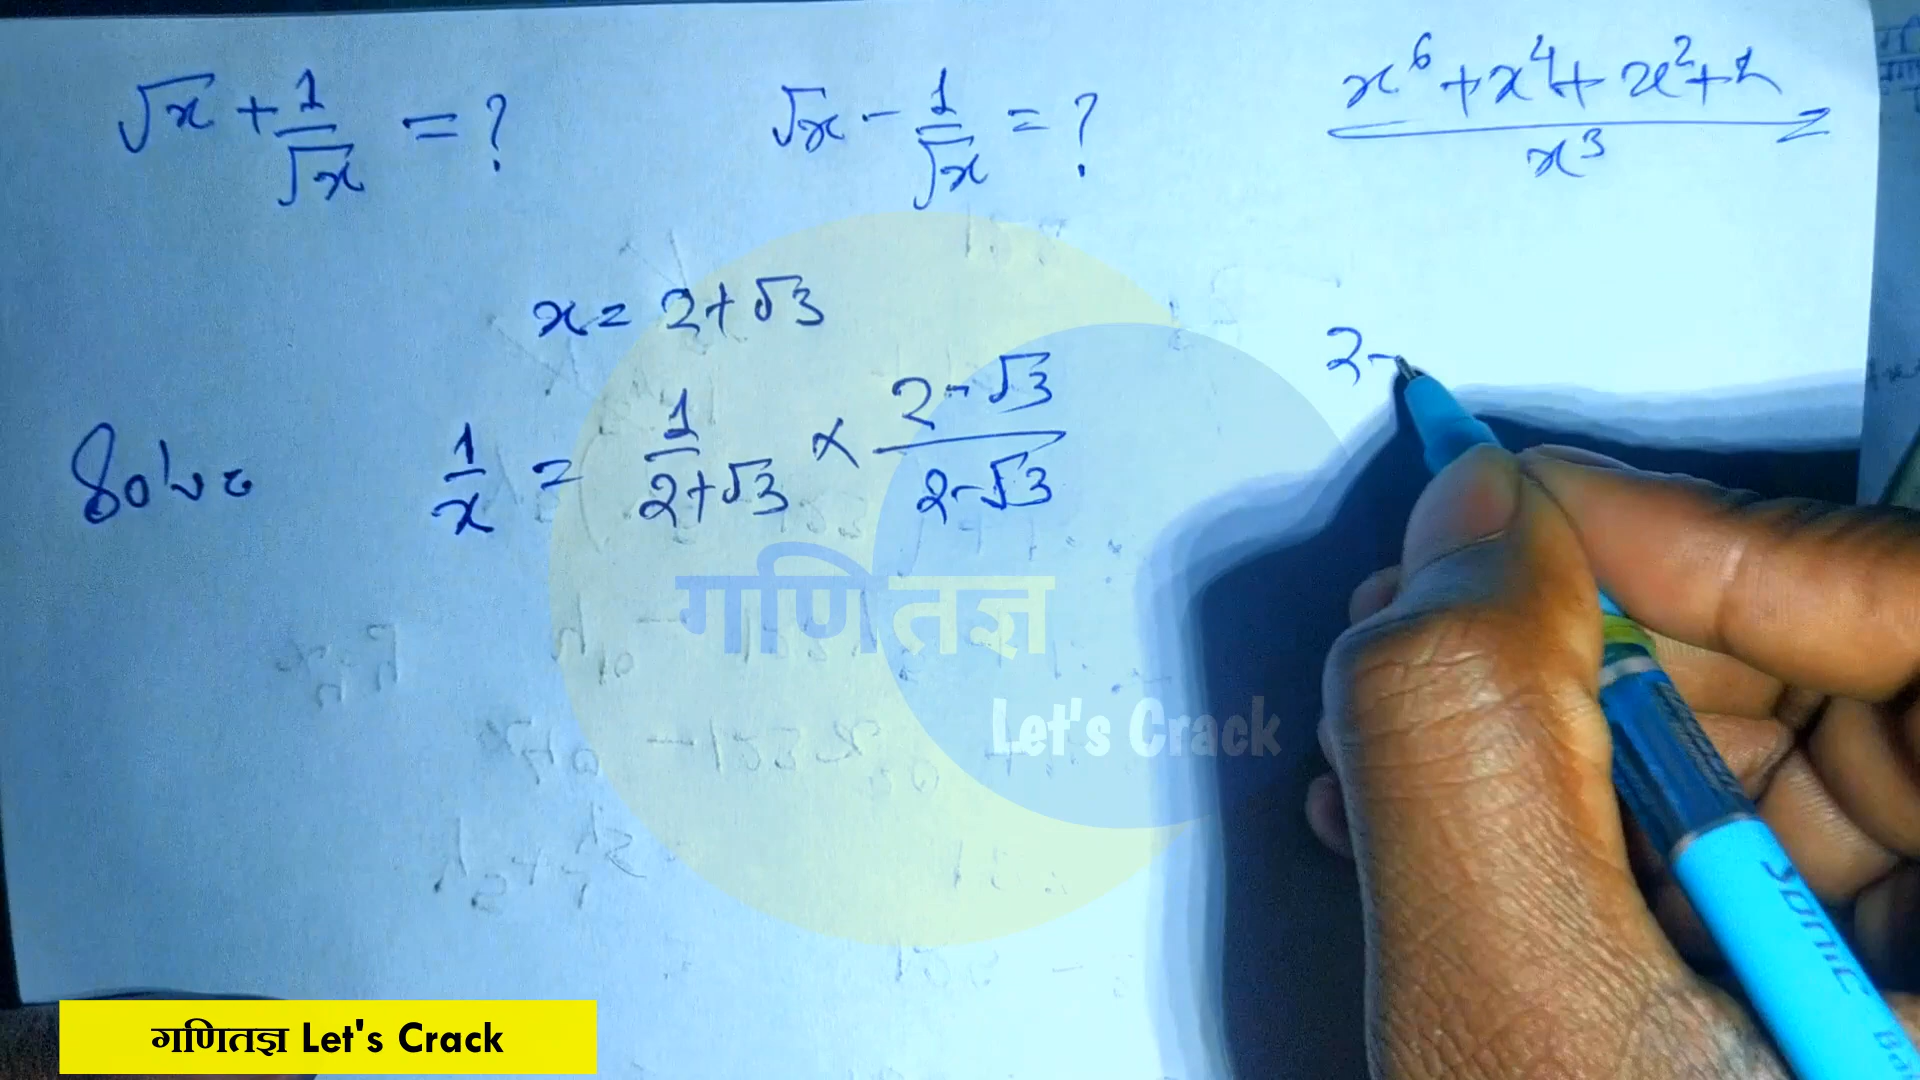 √x + 1/√x = ?
√x - 1/√x = ?
x⁶ + x⁴ + x² + 1 / x³ =
x = 2 + √3
2 -
Solve 1/x = 1/2+√3 × 2-√3/2-√3
गणितज्ञ
Let's Crack
गणितज्ञ Let's Crack
Sonic